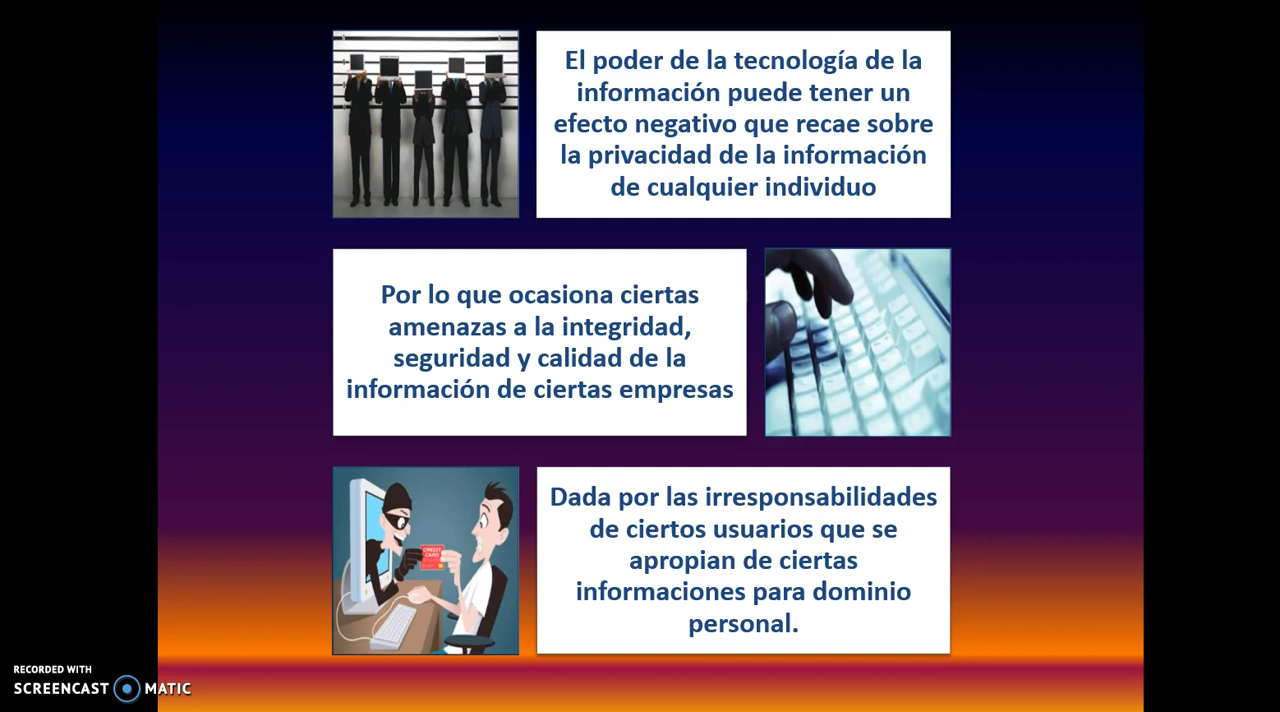 El poder de la tecnología de la
información puede tener un
efecto negativo que recae sobre
la privacidad de la información
de cualquier individuo
Por lo que ocasiona ciertas
amenazas a la integridad,
seguridad y calidad de la
información de ciertas empresas
CREDIT
CARD
Dada por las irresponsabilidades
de ciertos usuarios que se
apropian de ciertas
informaciones para dominio
personal.
RECORDED WITH
SCREENCAST MATIC